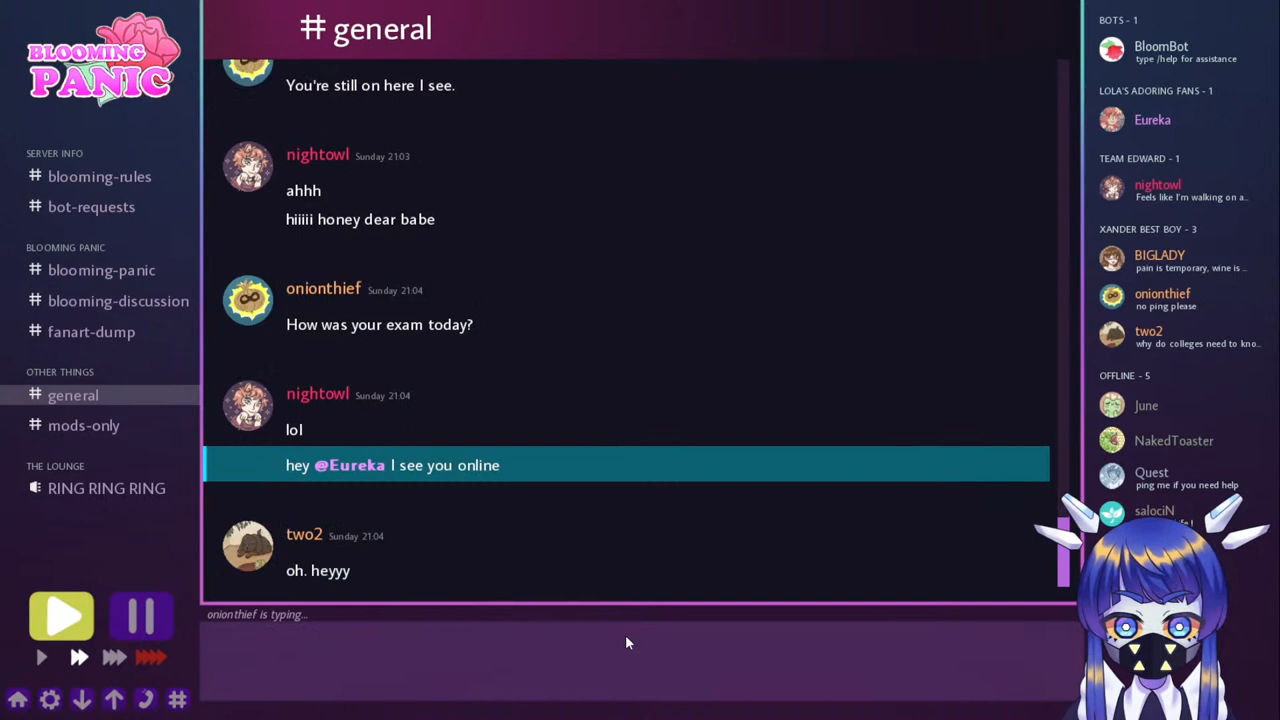 BLOOMING
PANIC
SERVER INFO
# blooming-rules
# bot-requests
BLOOMING PANIC
# blooming-panic
# blooming-discussion
# fanart-dump
OTHER THINGS
# general
# mods-only
THE LOUNGE
RING RING RING
# general
You're still on here I see.
nightowl Sunday 21:03
ahhh
hiiiii honey dear babe
onionthief Sunday 21:04
How was your exam today?
nightowl Sunday 21:04
lol
hey @Eureka I see you online
two2 Sunday 21:04
oh. heyyy
onionthief is typing...
BOTS - 1
BloomBot
type /help for assistance
LOLA'S ADORING FANS - 1
Eureka
TEAM EDWARD - 1
nightowl
Feels like I'm walking on a..
XANDER BEST BOY - 3
BIGLADY
pain is temporary, wine is ..
onionthief
no ping please
two2
why do colleges need to kno..
OFFLINE - 5
June
NakedToaster
Quest
ping me if you need help
salociN